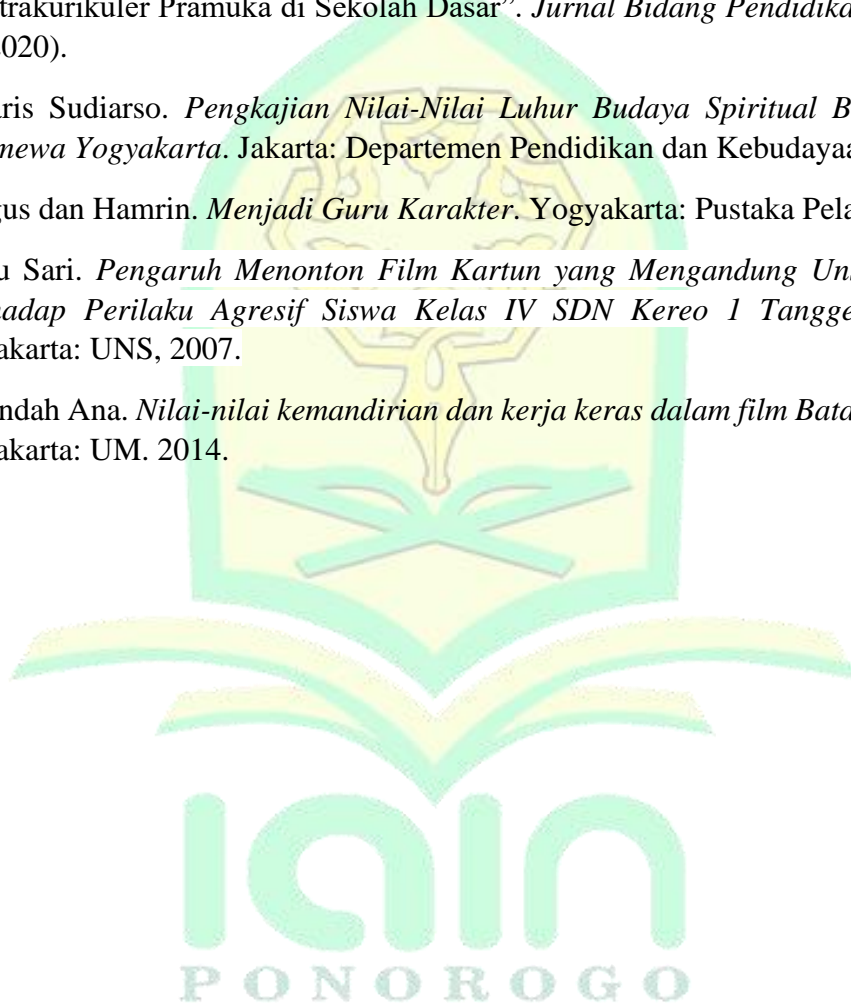 trakurikuler Pramuka di Sekolah Dasar”. Jurnal Bidang Pendidika
020).
aris Sudiarso. Pengkajian Nilai-Nilai Luhur Budaya Spiritual B
mewa Yogyakarta. Jakarta: Departemen Pendidikan dan Kebudayaa
gus dan Hamrin. Menjadi Guru Karakter. Yogyakarta: Pustaka Pela
u Sari. Pengaruh Menonton Film Kartun yang Mengandung Un
hadap Perilaku Agresif Siswa Kelas IV SDN Kereo 1 Tangge
akarta: UNS, 2007.
ndah Ana. Nilai-nilai kemandirian dan kerja keras dalam film Bata
akarta: UM. 2014.
iain
PONOROGO